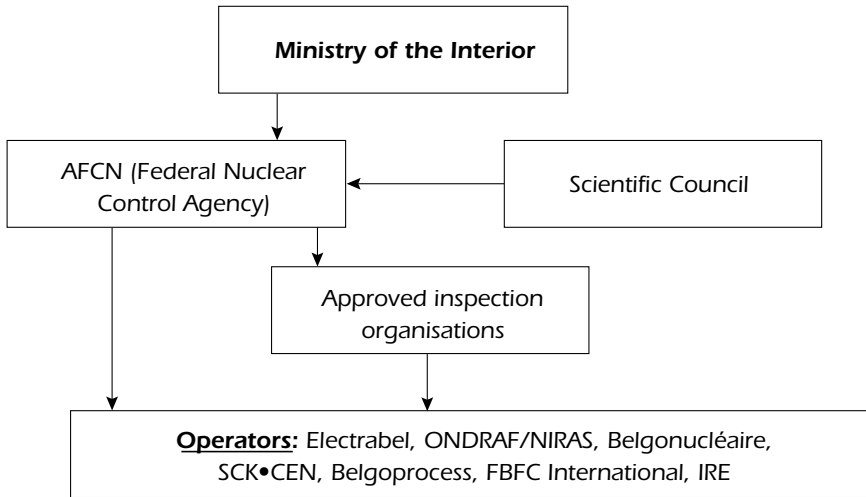 Ministry of the Interior
AFCN (Federal Nuclear
Control Agency)
Scientific Council
Approved inspection
organisations
Operators: Electrabel, ONDRAF/NIRAS, Belgonucléaire,
SCK•CEN, Belgoprocess, FBFC International, IRE